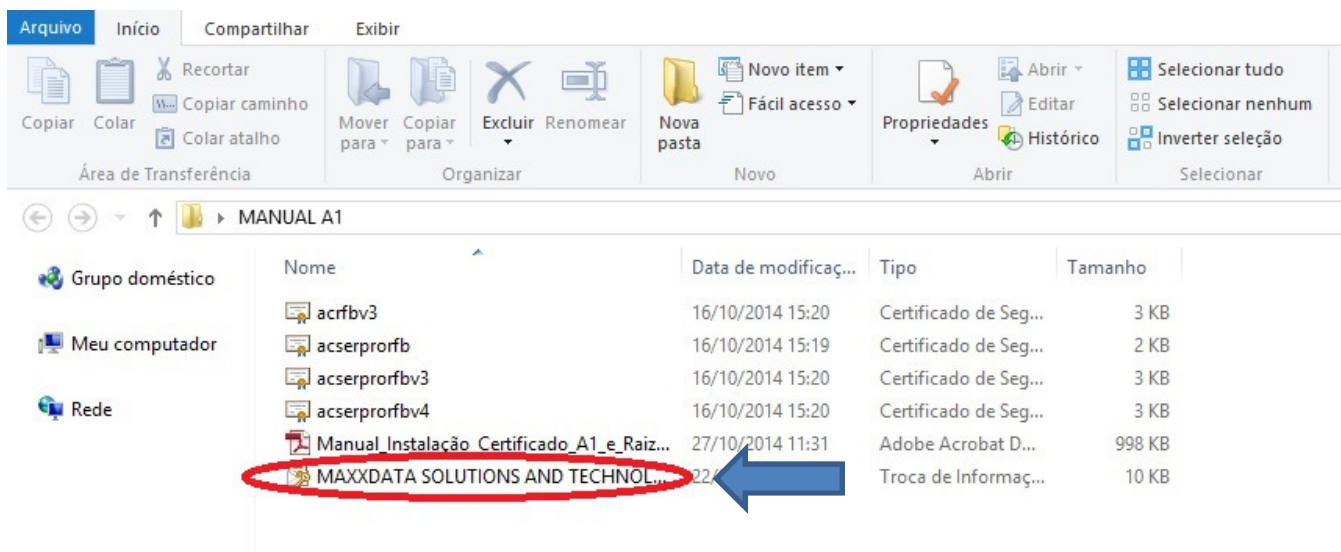 Arquivo Início Compartilhar Exibir
Recortar
Copiar caminho
Colar atalho
Copiar Colar
Área de Transferência
Mover para Copiar para Excluir Renomear
Organizar
Nova pasta
Novo item
Fácil acesso
Novo
Propriedades
Abrir
Editar
Histórico
Abrir
Selecionar tudo
Selecionar nenhum
Inverter seleção
Selecionar
MANUAL A1
Grupo doméstico
Meu computador
Rede
Nome Data de modificaç... Tipo Tamanho
acrfbv3 16/10/2014 15:20 Certificado de Seg... 3 KB
acserprorfb 16/10/2014 15:19 Certificado de Seg... 2 KB
acserprorfbv3 16/10/2014 15:20 Certificado de Seg... 3 KB
acserprorfbv4 16/10/2014 15:20 Certificado de Seg... 3 KB
Manual_Instalação_Certificado_A1_e_Raiz... 27/10/2014 11:31 Adobe Acrobat D... 998 KB
MAXXDATA SOLUTIONS AND TECHNOL... 22/ Troca de Informaç... 10 KB